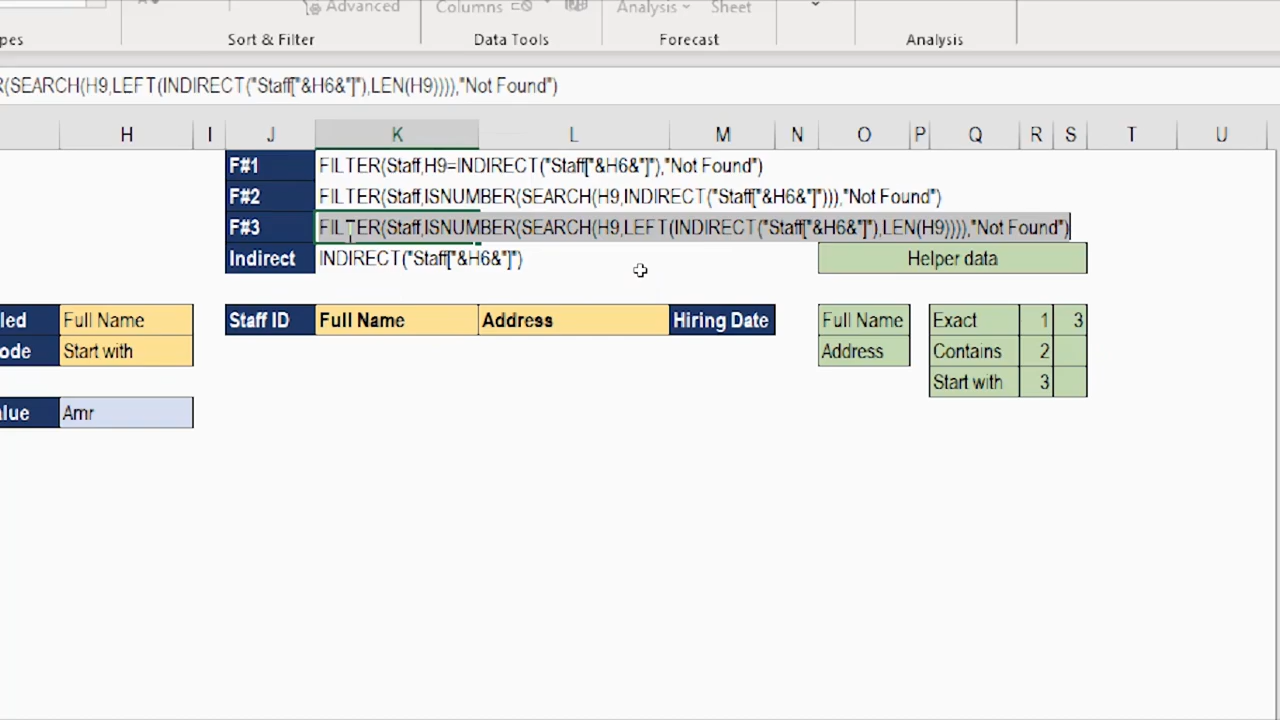 Advanced Columns Analysis Sheet
pes Sort & Filter Data Tools Forecast Analysis
R(SEARCH(H9,LEFT(INDIRECT("Staff["&H6&"]"),LEN(H9)))),"Not Found")
H I J K L M N O P Q R S T U
F#1 FILTER(Staff,H9=INDIRECT("Staff["&H6&"]"),"Not Found")
F#2 FILTER(Staff,ISNUMBER(SEARCH(H9,INDIRECT("Staff["&H6&"]"))),"Not Found")
F#3 FILTER(Staff,ISNUMBER(SEARCH(H9,LEFT(INDIRECT("Staff["&H6&"]"),LEN(H9)))),"Not Found")
Indirect INDIRECT("Staff["&H6&"]") Helper data
led Full Name Staff ID Full Name Address Hiring Date Full Name Exact 1 3
ode Start with Address Contains 2
Start with 3
alue Amr